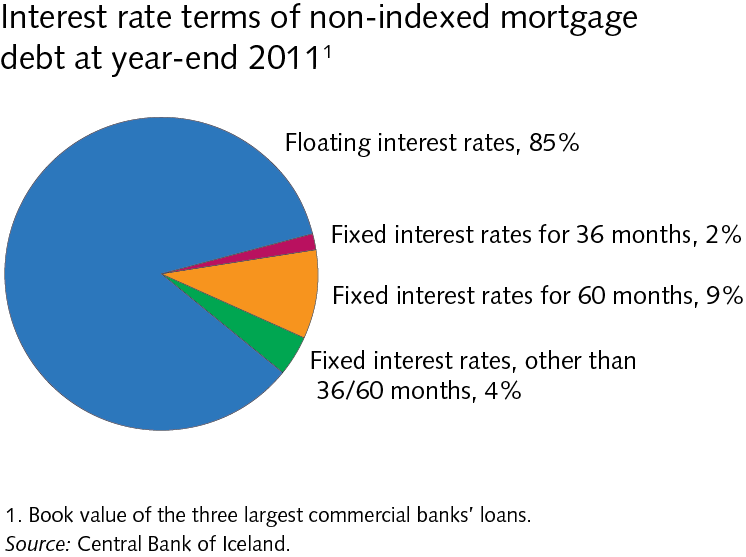 Interest rate terms of non-indexed mortgage
debt at year-end 2011¹
Floating interest rates, 85%
Fixed interest rates for 36 months, 2%
Fixed interest rates for 60 months, 9%
Fixed interest rates, other than
36/60 months, 4%
1. Book value of the three largest commercial banks' loans.
Source: Central Bank of Iceland.